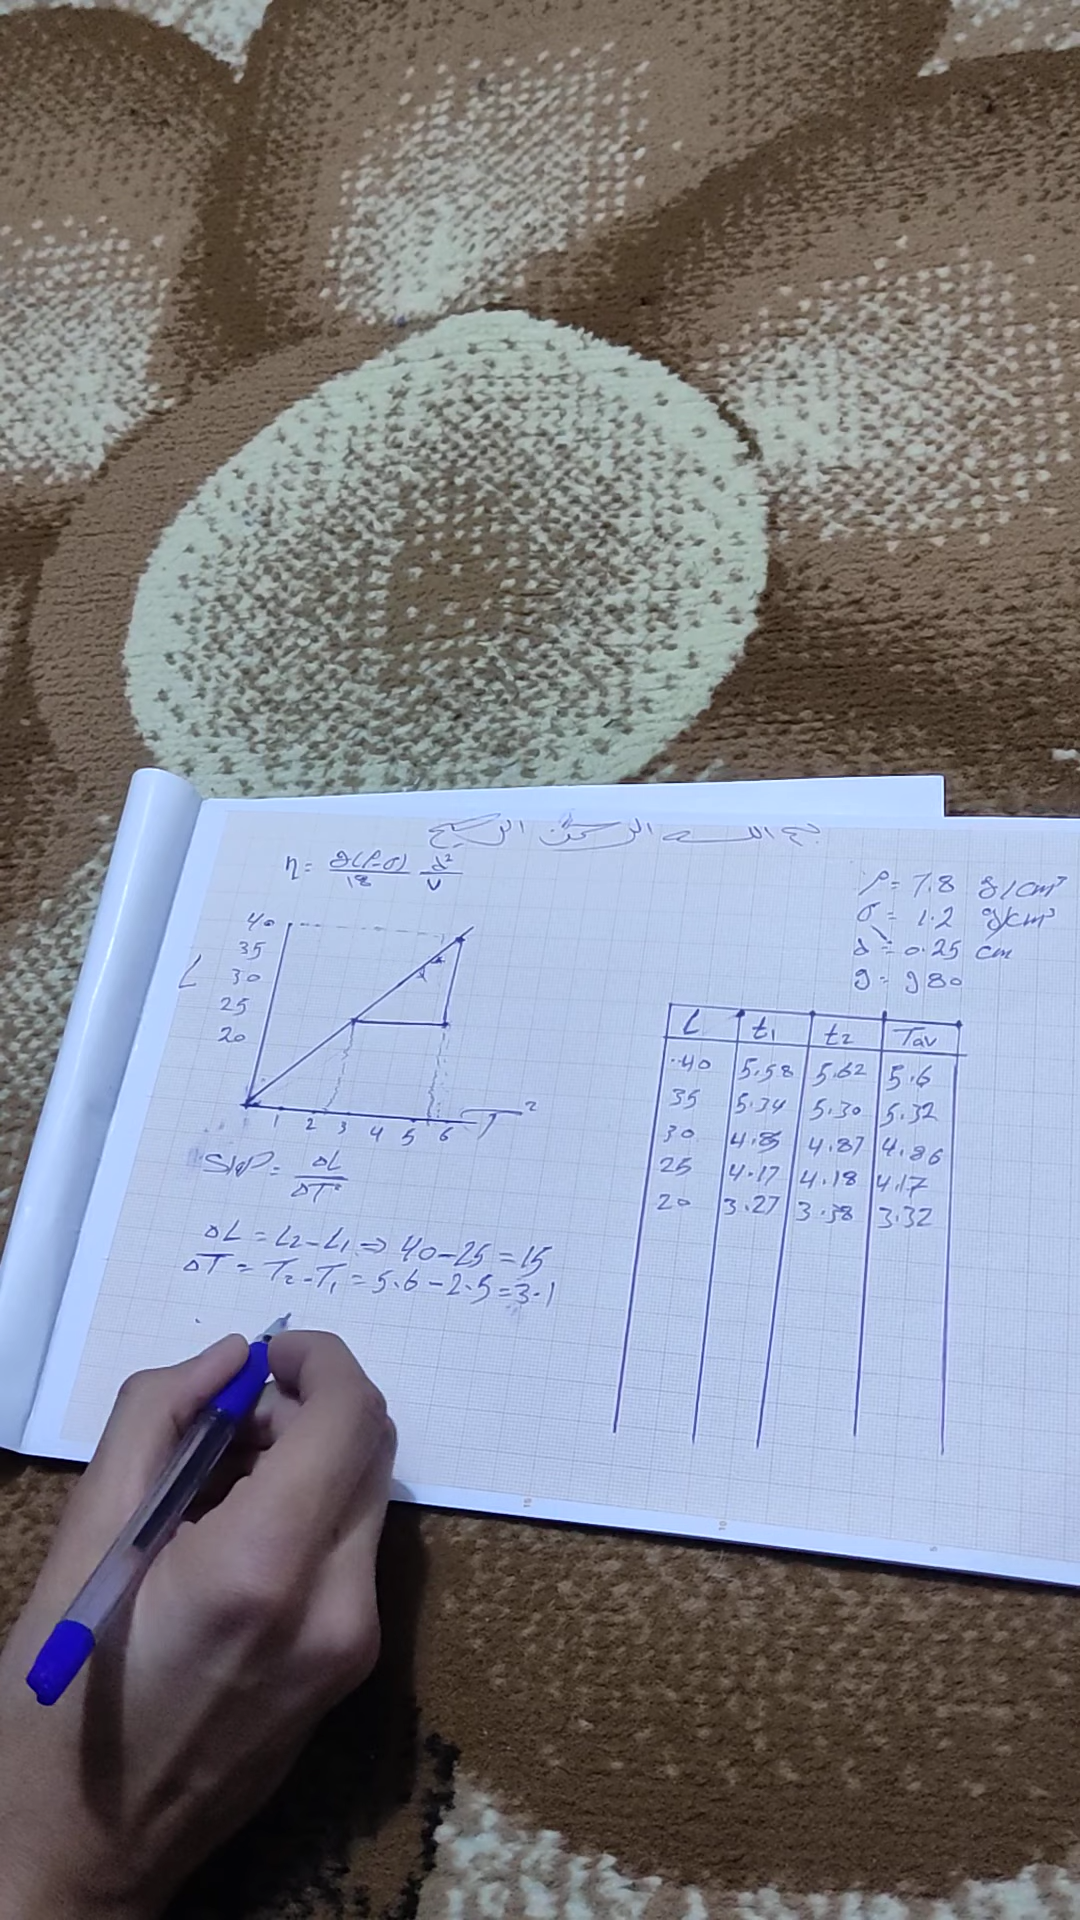 بسم الله الرحمن الرحيم
η = g(ρ-σ)/18 d²/v
ρ = 7.8 g/cm³
σ = 1.2 g/cm³
d = 0.25 cm
g = 980
40
35
L 30
25
20
1 2 3 4 5 6 T²
Slop = ΔL/ΔT²
ΔL = L₂-L₁ ⇒ 40-25 = 15
ΔT = T₂-T₁ = 5.6-2.5 = 3.1
L t₁ t₂ Tav
40 5.58 5.62 5.6
35 5.34 5.30 5.32
30 4.85 4.87 4.86
25 4.17 4.18 4.17
20 3.27 3.38 3.32
15
10
5